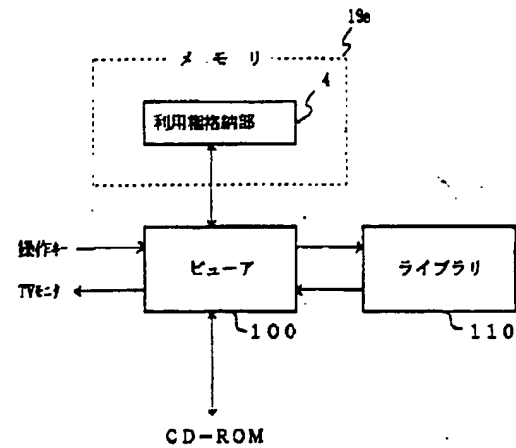 19e
メモリ
4
利用権格納部
操作キー
ビューア
ライブラリ
TVモニタ
100
110
CD-ROM